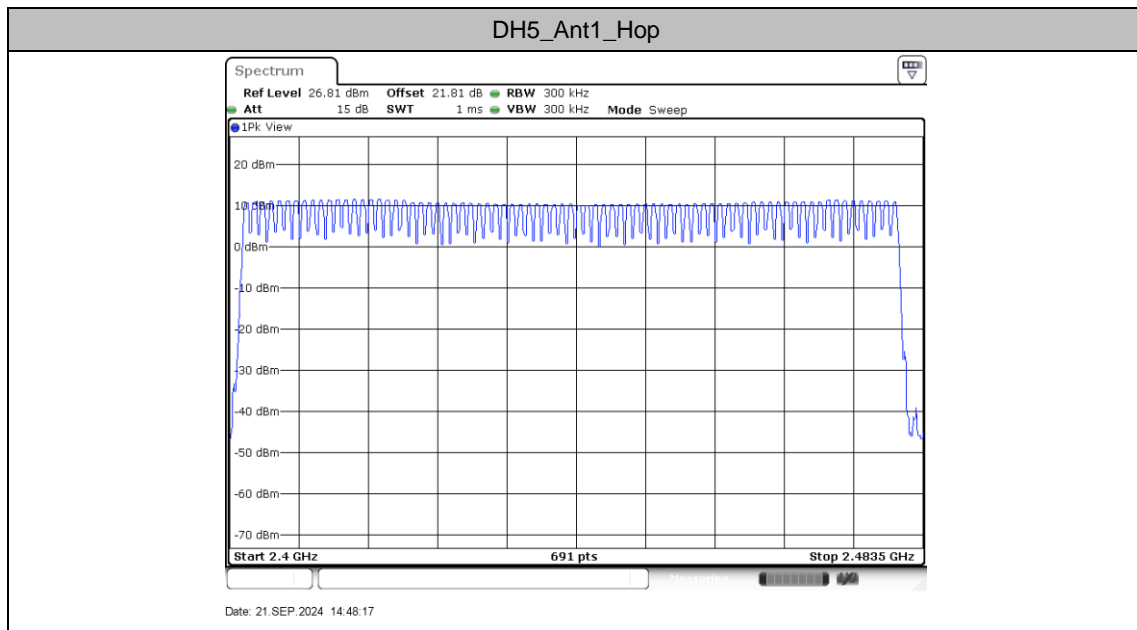 DH5_Ant1_Hop
Spectrum
Ref Level 26.81 dBm Offset 21.81 dB RBW 300 kHz
Att 15 dB SWT 1 ms VBW 300 kHz Mode Sweep
1Pk View
20 dBm
10 dBm
0 dBm
-10 dBm
-20 dBm
-30 dBm
-40 dBm
-50 dBm
-60 dBm
-70 dBm
Start 2.4 GHz 691 pts Stop 2.4835 GHz
Measuring...
Date: 21.SEP.2024 14:48:17